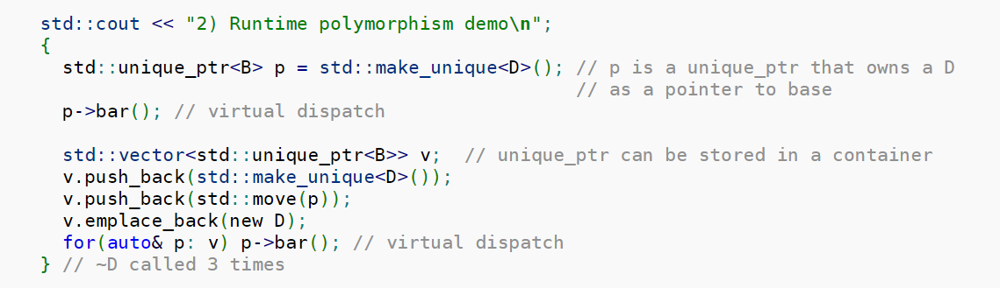 std::cout << "2) Runtime polymorphism demo\n";
{
  std::unique_ptr<B> p = std::make_unique<D>(); // p is a unique_ptr that owns a D
                                                // as a pointer to base
  p->bar(); // virtual dispatch

  std::vector<std::unique_ptr<B>> v;  // unique_ptr can be stored in a container
  v.push_back(std::make_unique<D>());
  v.push_back(std::move(p));
  v.emplace_back(new D);
  for(auto& p: v) p->bar(); // virtual dispatch
} // ~D called 3 times